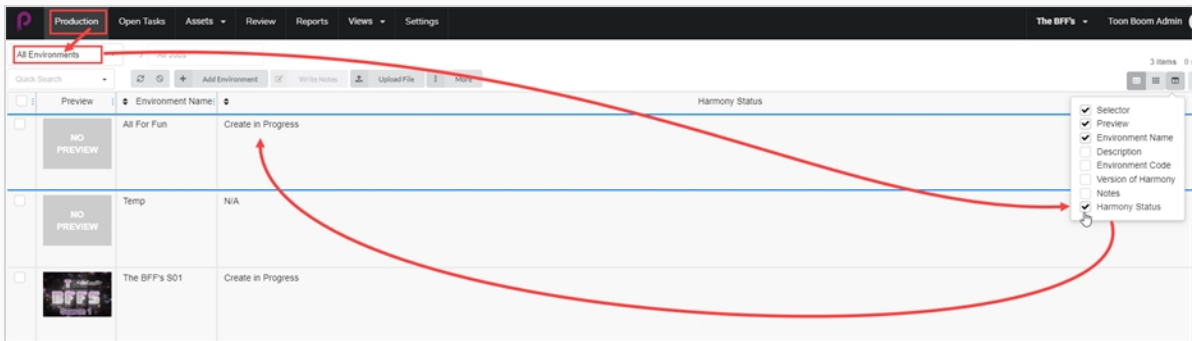 Production Open Tasks Assets Review Reports Views Settings The BFF's Toon Boom Admin
All Environments All Jobs
3 items 0
Quick Search Add Environment Write Notes Upload File More
Preview Environment Name Harmony Status
Selector
Preview
Environment Name
Description
Environment Code
Version of Harmony
Notes
Harmony Status
NO PREVIEW All For Fun Create in Progress
NO PREVIEW Temp N/A
BFFS The BFF's S01 Create in Progress